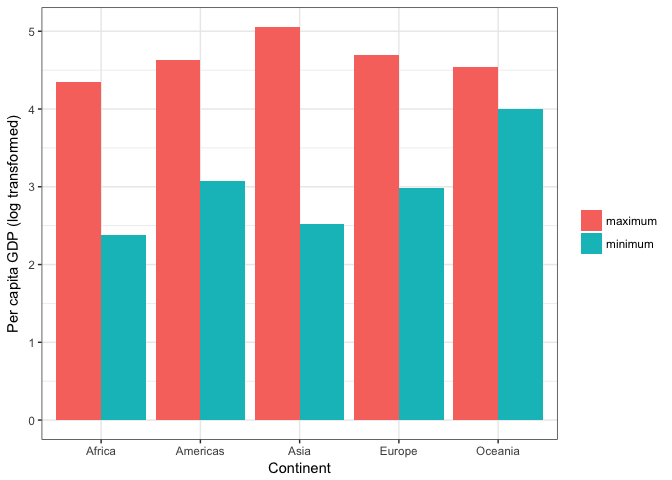 Per capita GDP (log transformed)
5
4
3
2
1
0
Africa Americas Asia Europe Oceania
Continent
maximum
minimum